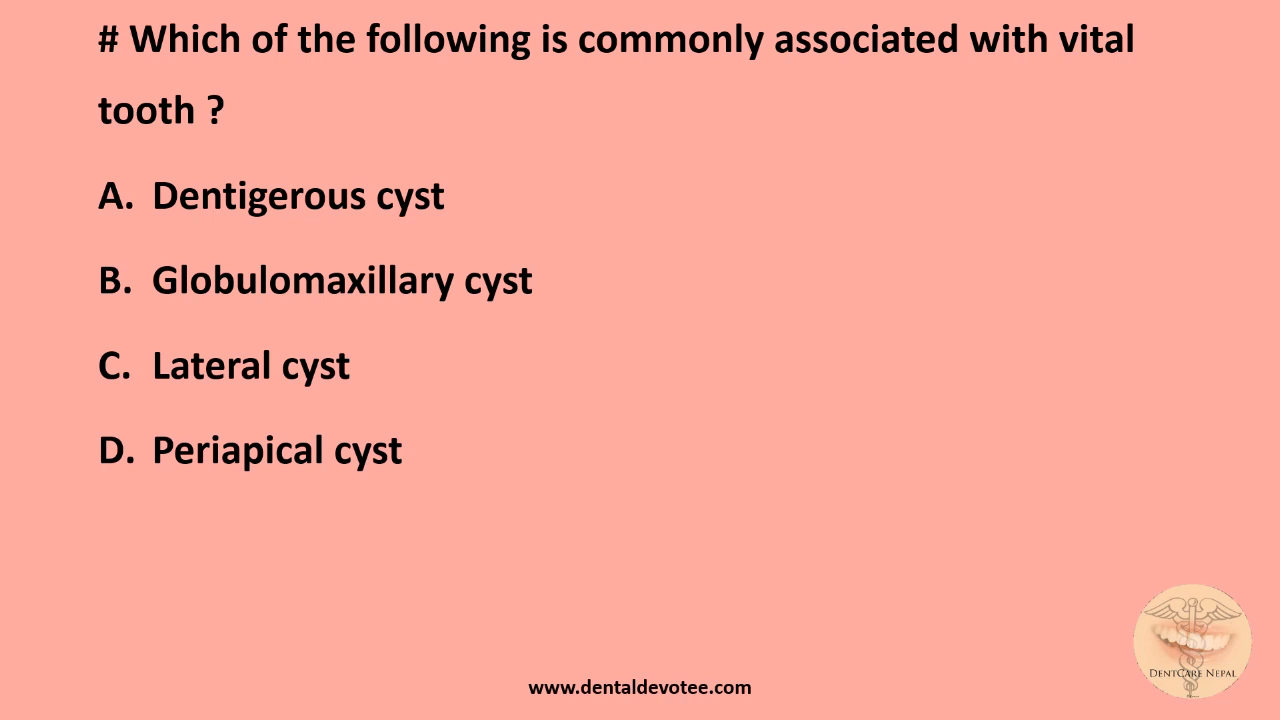 # Which of the following is commonly associated with vital
tooth ?
A. Dentigerous cyst
B. Globulomaxillary cyst
C. Lateral cyst
D. Periapical cyst
DENTCARE NEPAL
www.dentaldevotee.com